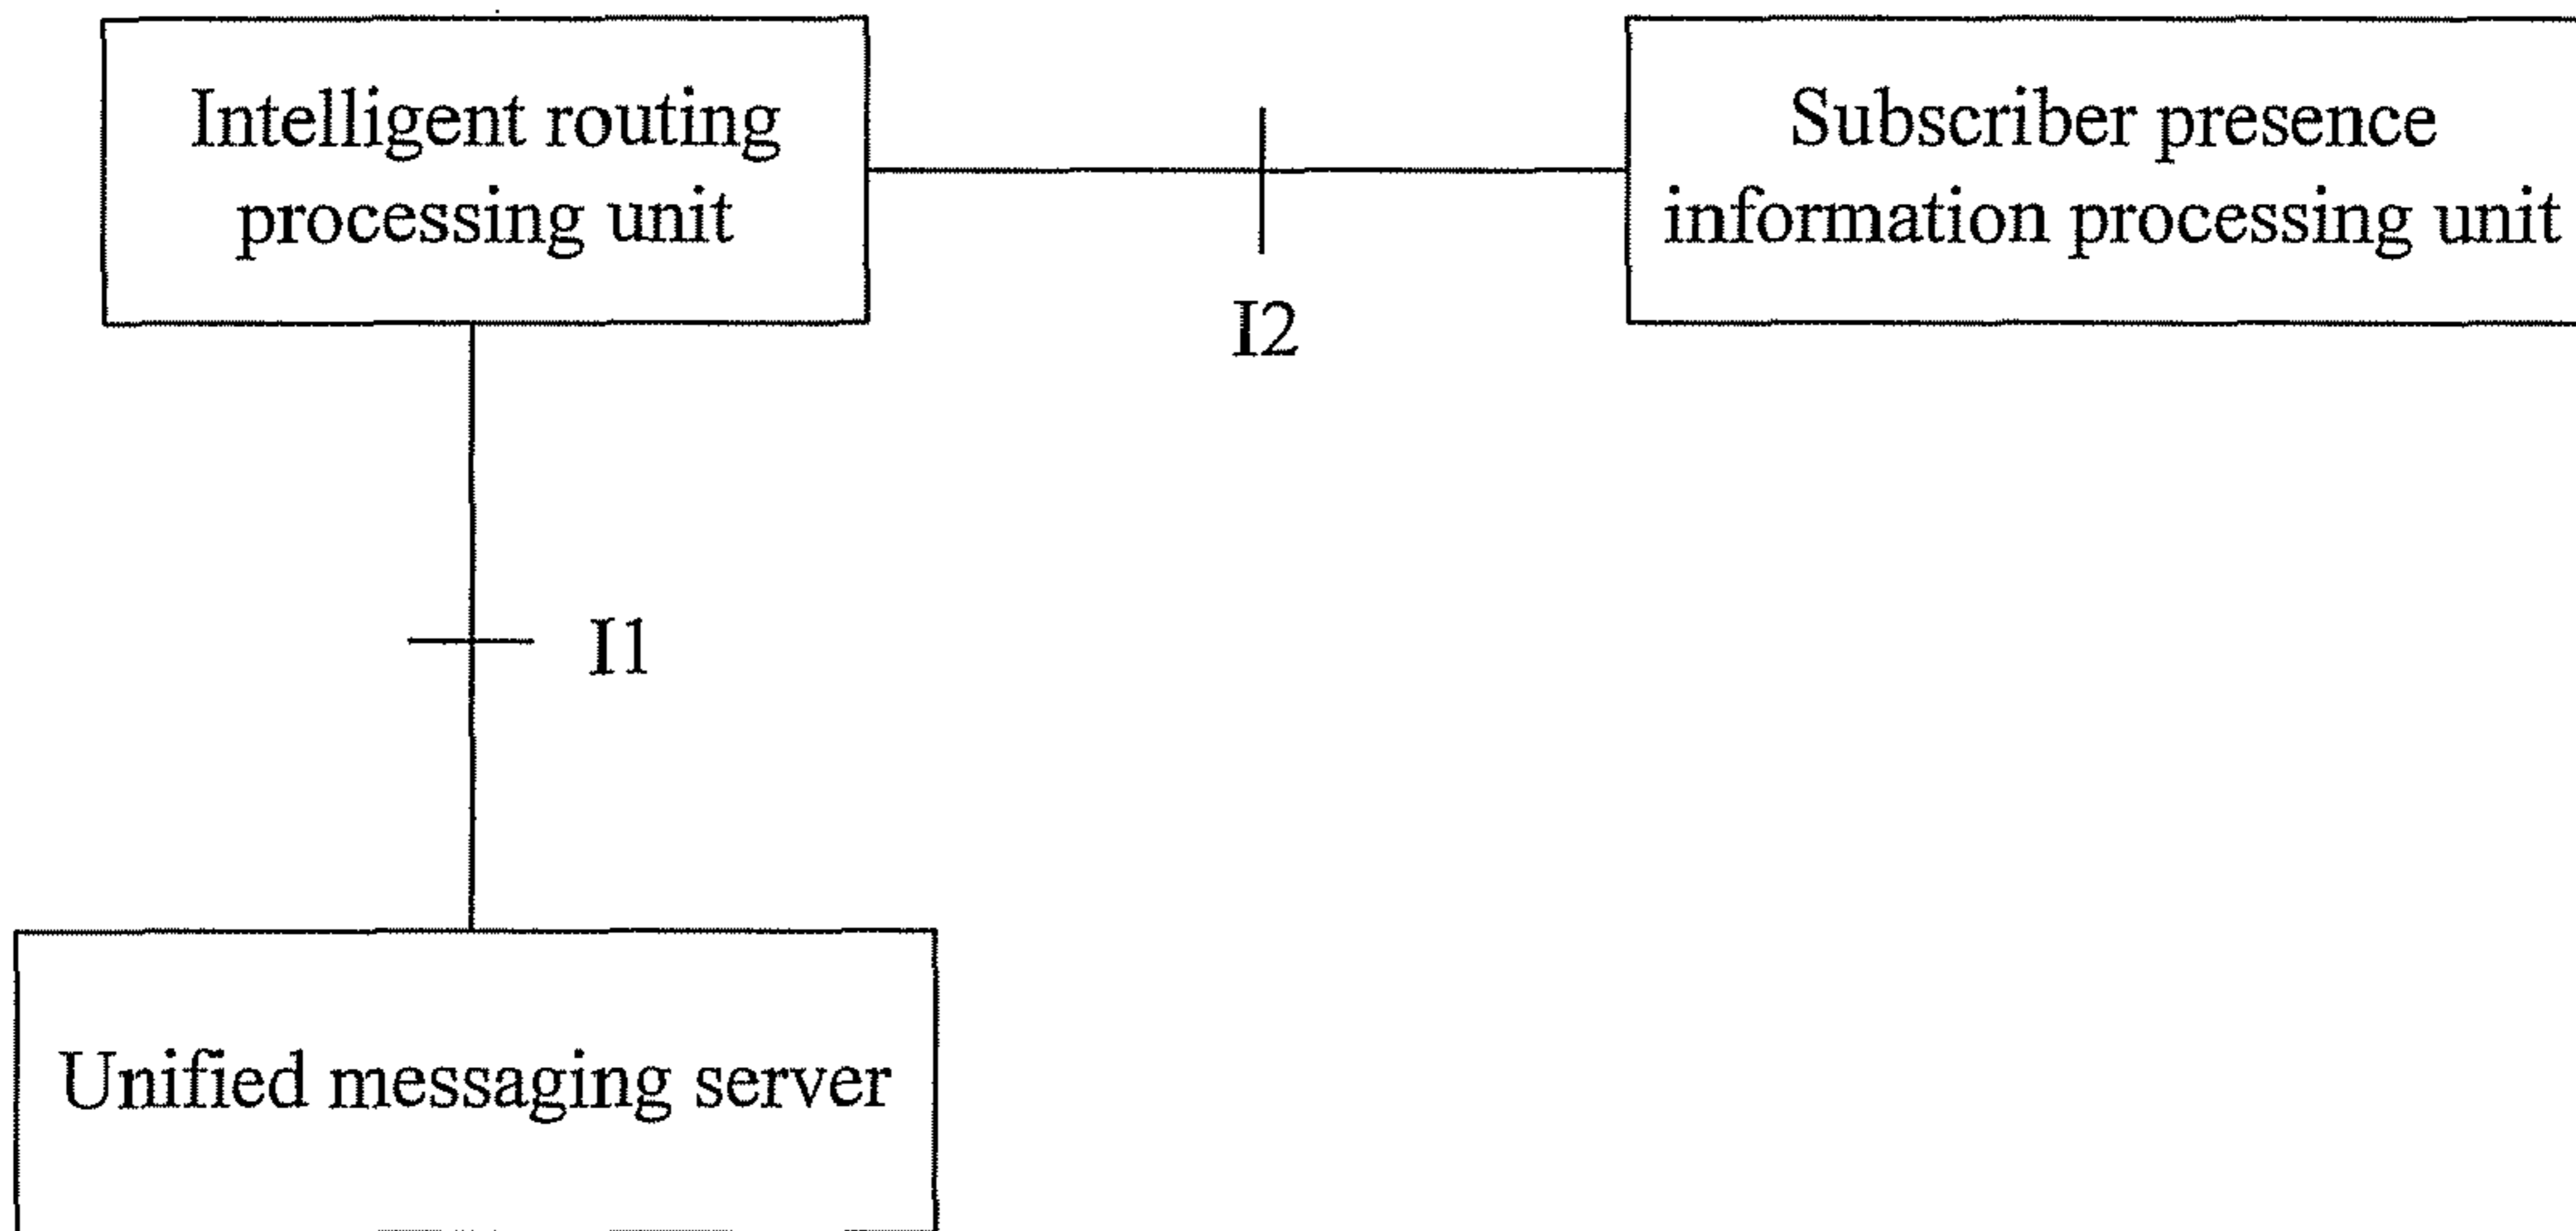 Intelligent routing
processing unit
Subscriber presence
information processing unit
I2
I1
Unified messaging server